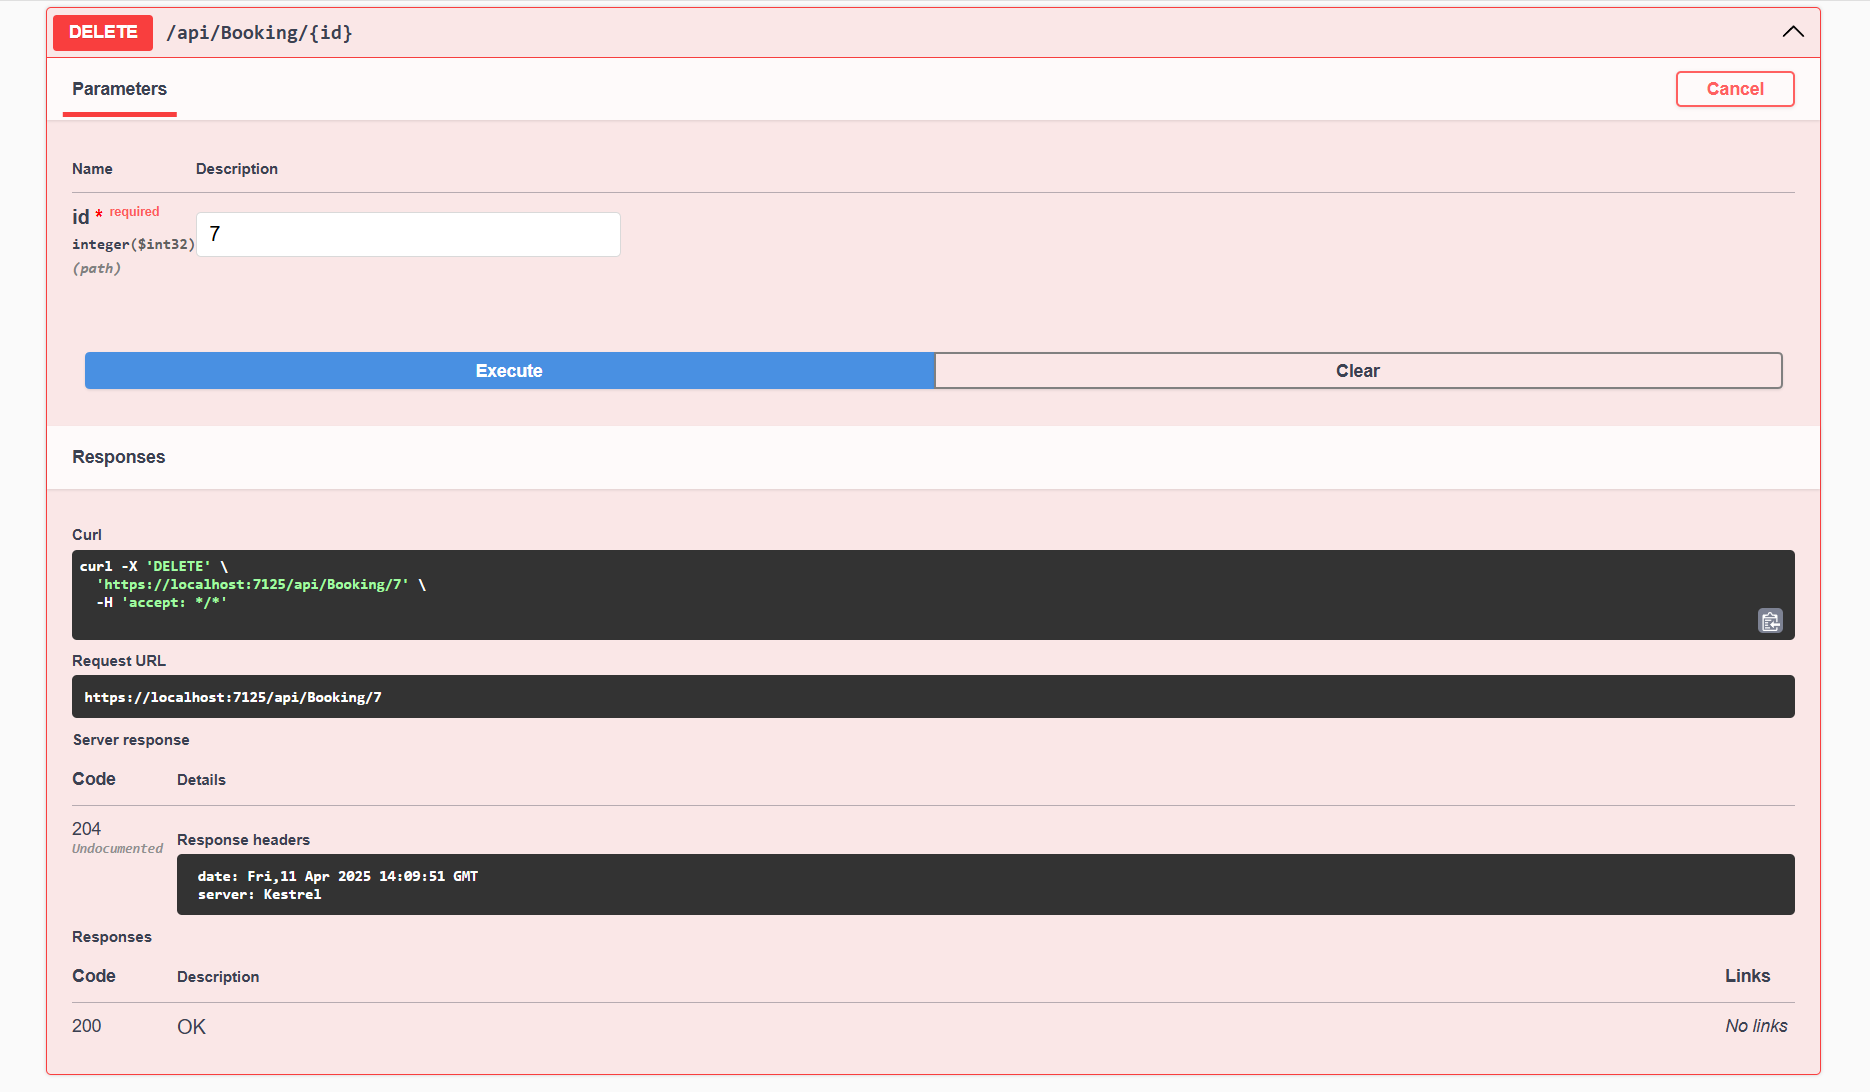 DELETE /api/Booking/{id}
Parameters
Cancel
Name Description
id * required
integer($int32)
(path)
7
Execute Clear
Responses
Curl
curl -X 'DELETE' \
  'https://localhost:7125/api/Booking/7' \
  -H 'accept: */*'
Request URL
https://localhost:7125/api/Booking/7
Server response
Code Details
204
Undocumented
Response headers
date: Fri,11 Apr 2025 14:09:51 GMT
server: Kestrel
Responses
Code Description Links
200 OK No links